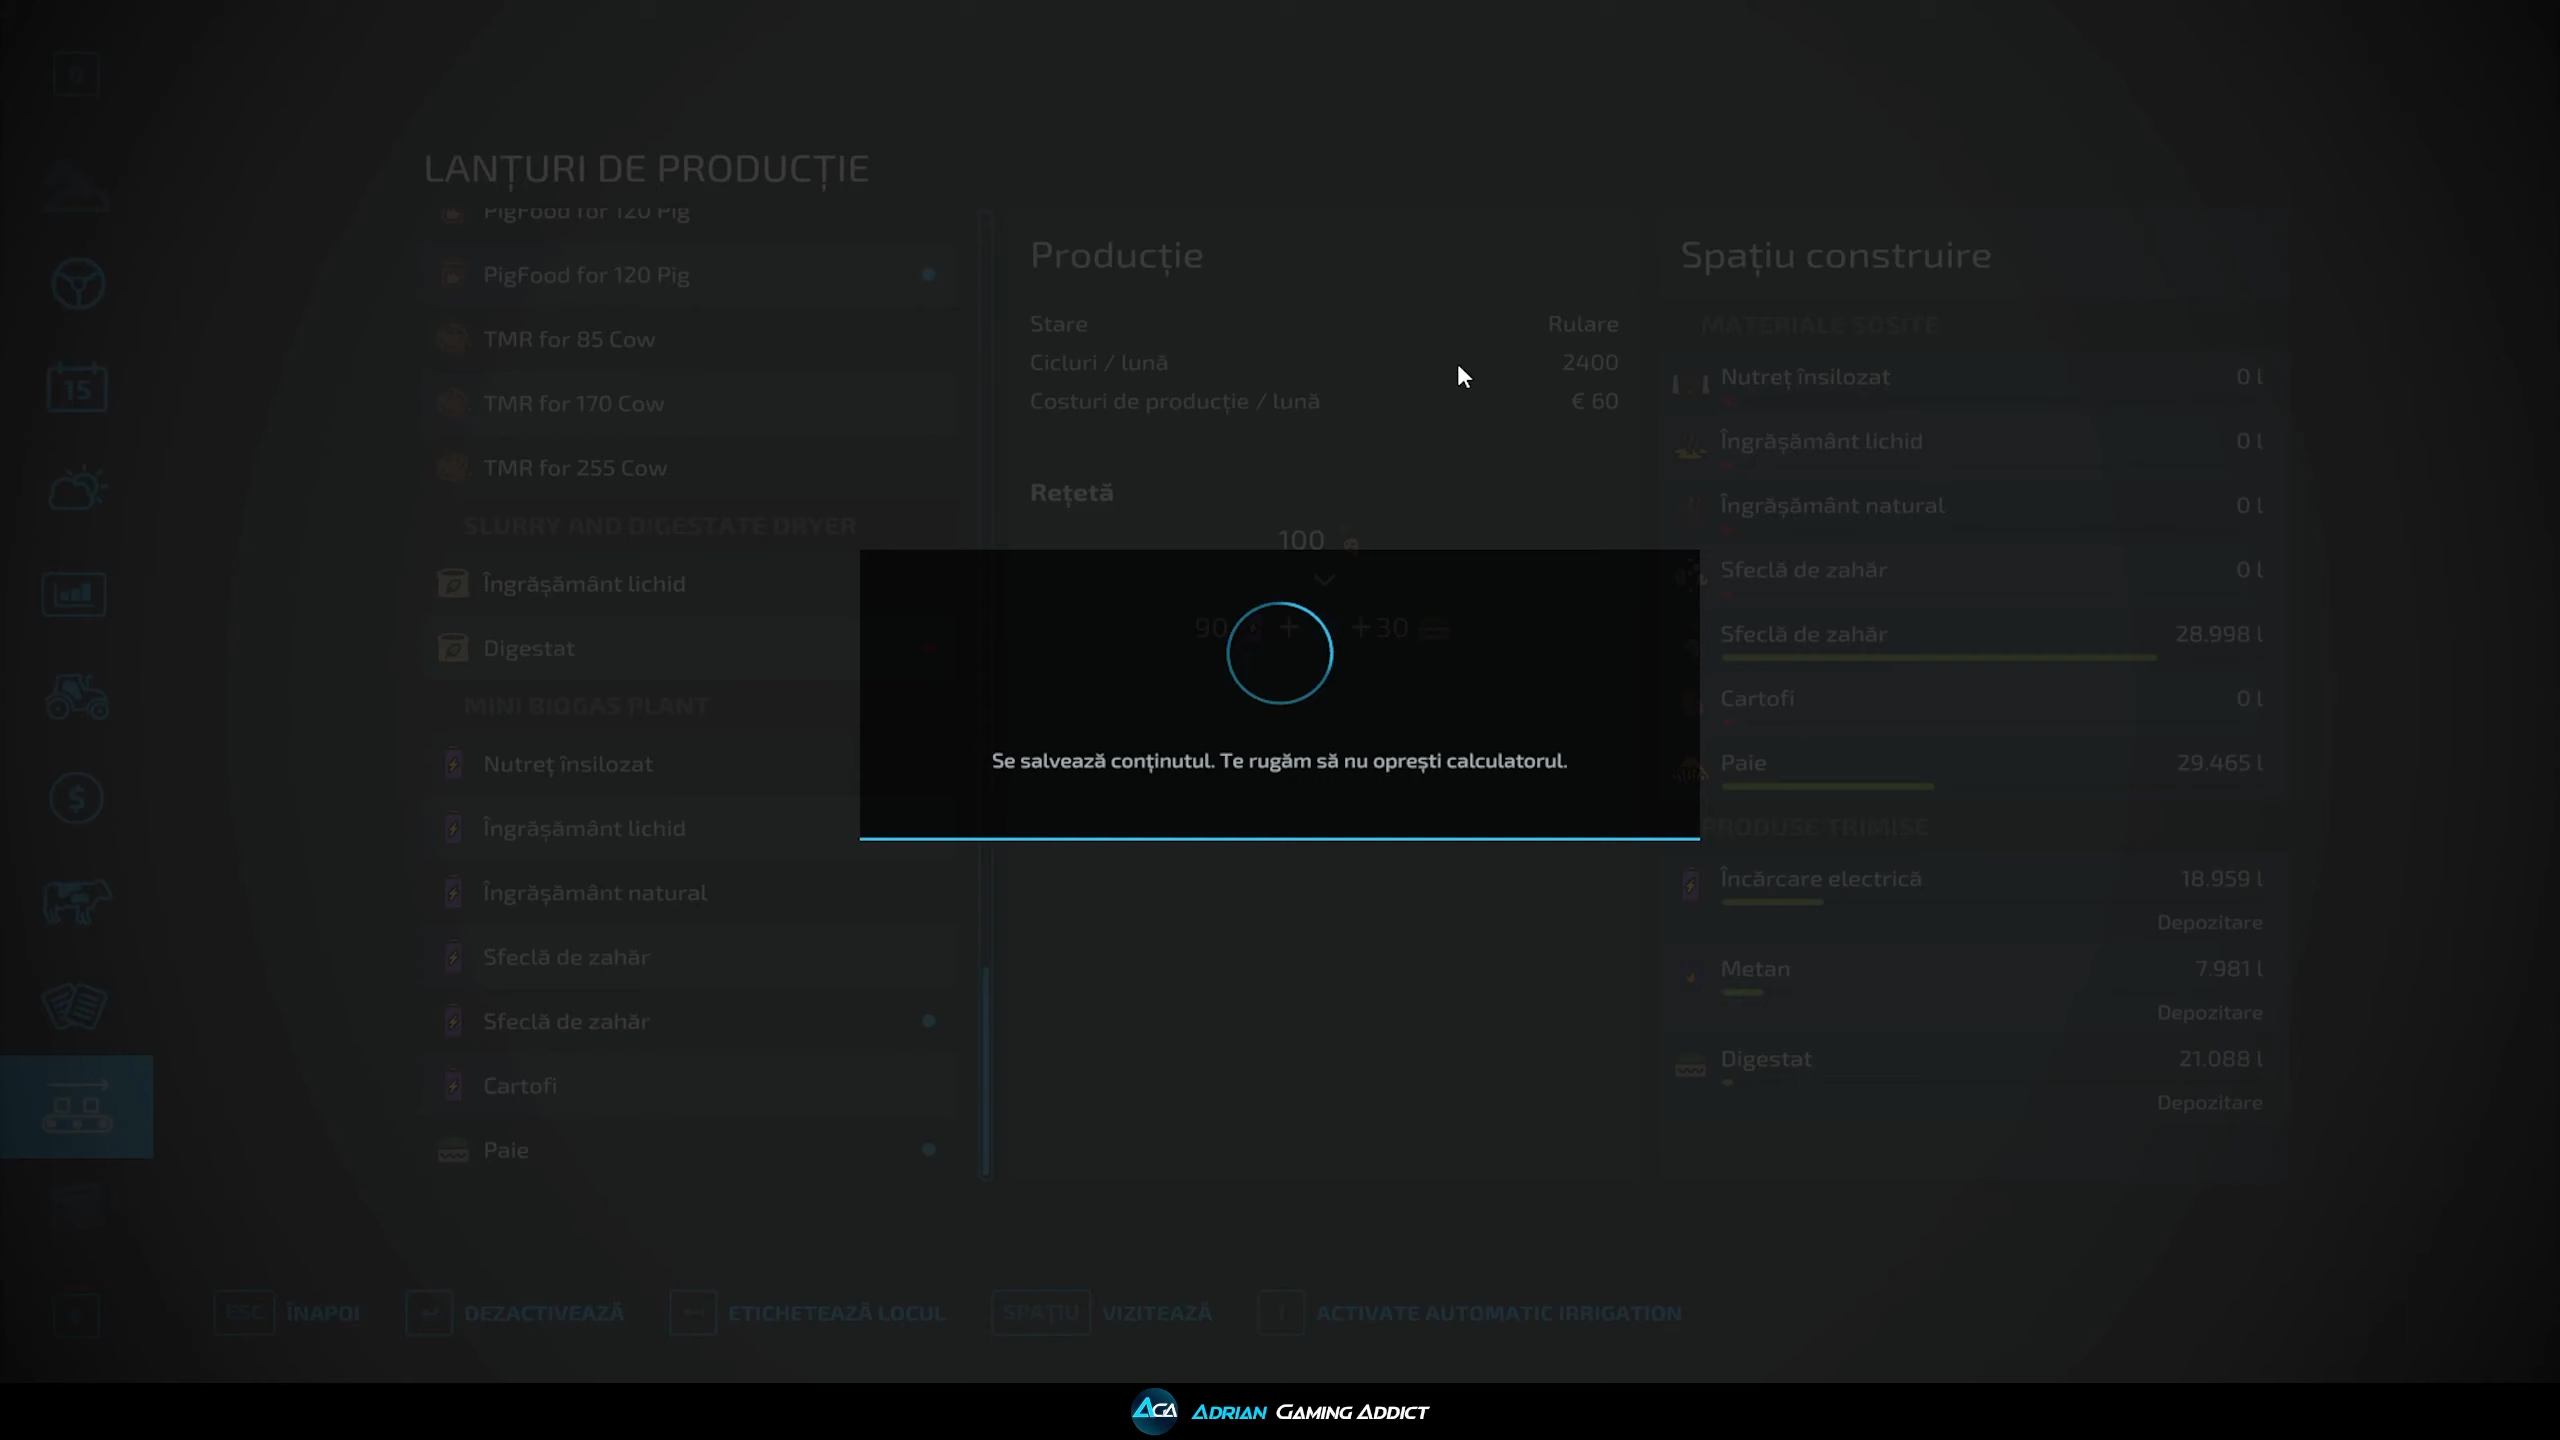 LANȚURI DE PRODUCȚIE
PigFood for 120 Pig
PigFood for 120 Pig
TMR for 85 Cow
TMR for 170 Cow
TMR for 255 Cow
SLURRY AND DIGESTATE DRYER
Îngrășământ lichid
Digestat
MINI BIOGAS PLANT
Nutreț însilozat
Îngrășământ lichid
Îngrășământ natural
Sfeclă de zahăr
Sfeclă de zahăr
Cartofi
Paie
15
Producție
Stare Rulare
Cicluri / lună 2400
Costuri de producție / lună € 60
Rețetă
100
90 + +30
Se salvează conținutul. Te rugăm să nu oprești calculatorul.
Spațiu construire
MATERIALE SOSITE
Nutreț însilozat 0 l
Îngrășământ lichid 0 l
Îngrășământ natural 0 l
Sfeclă de zahăr 0 l
Sfeclă de zahăr 28.998 l
Cartofi 0 l
Paie 29.465 l
PRODUSE TRIMISE
Încărcare electrică 18.959 l
Depozitare
Metan 7.981 l
Depozitare
Digestat 21.088 l
Depozitare
ESC ÎNAPOI DEZACTIVEAZĂ ETICHETEAZĂ LOCUL SPAȚIU VIZITEAZĂ ACTIVATE AUTOMATIC IRRIGATION
AGA ADRIAN GAMING ADDICT